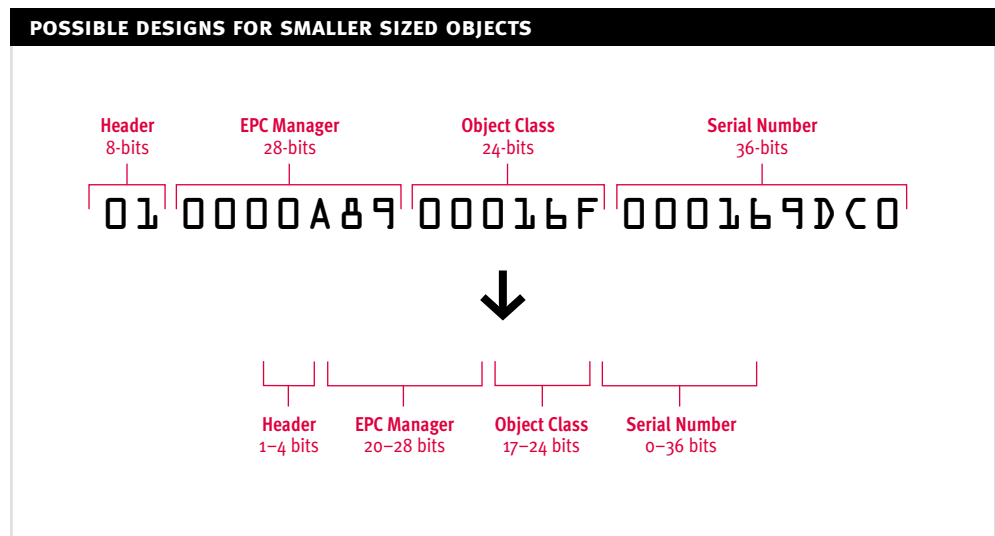 POSSIBLE DESIGNS FOR SMALLER SIZED OBJECTS
Header EPC Manager Object Class Serial Number
8-bits 28-bits 24-bits 36-bits
01 0000A89 00016F 000169DC0
Header EPC Manager Object Class Serial Number
1–4 bits 20–28 bits 17–24 bits 0–36 bits